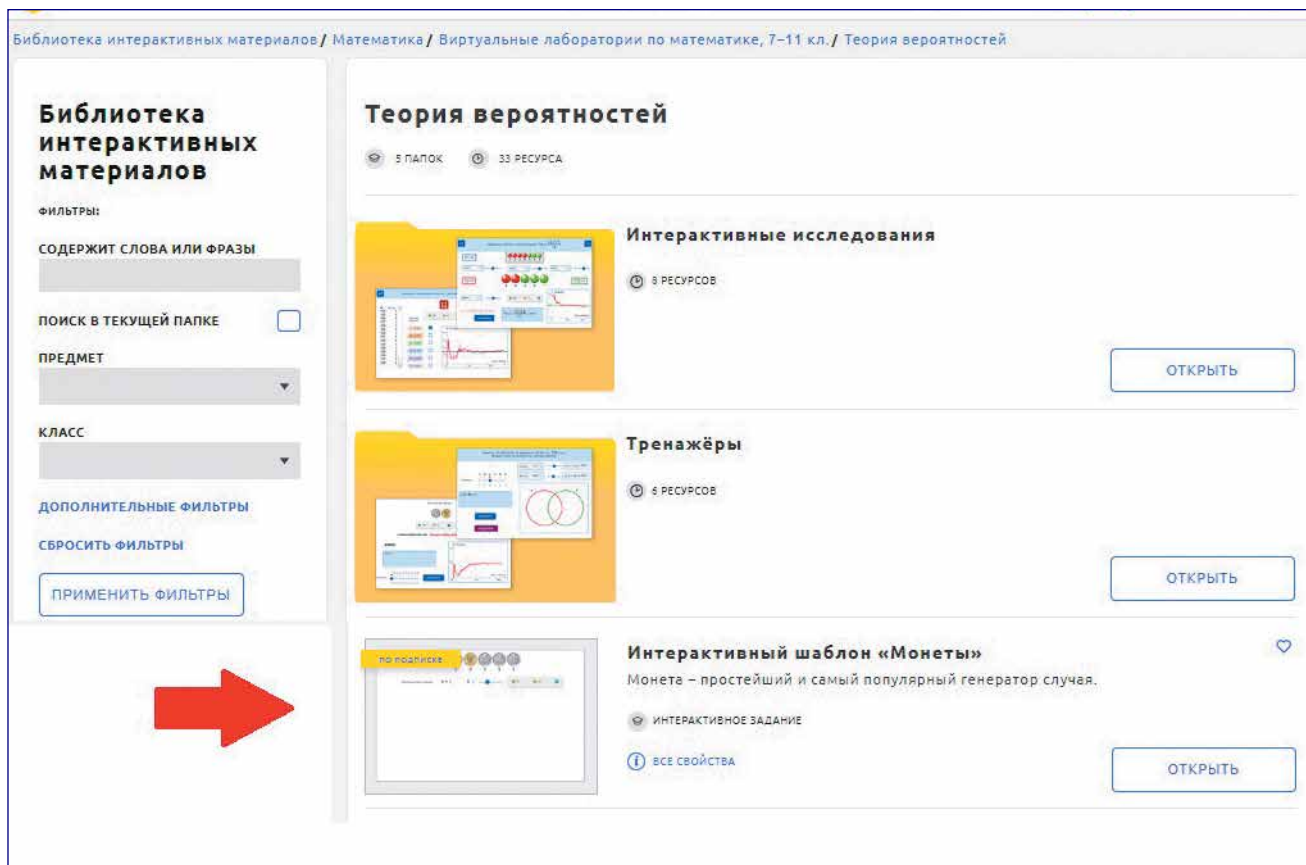 Библиотека интерактивных материалов / Математика / Виртуальные лаборатории по математике, 7–11 кл. / Теория вероятностей
Библиотека
интерактивных
материалов
ФИЛЬТРЫ:
СОДЕРЖИТ СЛОВА ИЛИ ФРАЗЫ
ПОИСК В ТЕКУЩЕЙ ПАПКЕ
ПРЕДМЕТ
КЛАСС
ДОПОЛНИТЕЛЬНЫЕ ФИЛЬТРЫ
СБРОСИТЬ ФИЛЬТРЫ
ПРИМЕНИТЬ ФИЛЬТРЫ
Теория вероятностей
5 ПАПОК 33 РЕСУРСА
Интерактивные исследования
РЕСУРСОВ
ОТКРЫТЬ
Тренажёры
6 РЕСУРСОВ
ОТКРЫТЬ
ПО ПОДПИСКЕ
Интерактивный шаблон «Монеты»
Монета – простейший и самый популярный генератор случая.
ИНТЕРАКТИВНОЕ ЗАДАНИЕ
ВСЕ СВОЙСТВА
ОТКРЫТЬ